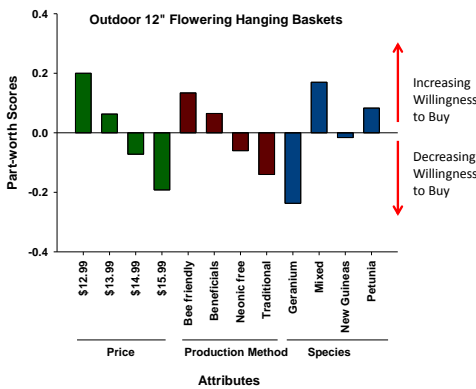 Outdoor 12" Flowering Hanging Baskets
0.4
0.2
0.0
-0.2
-0.4
Part-worth Scores
Increasing
Willingness
to Buy
Decreasing
Willingness
to Buy
$12.99
$13.99
$14.99
$15.99
Bee friendly
Beneficials
Neonic free
Traditional
Geranium
Mixed
New Guineas
Petunia
Price
Production Method
Species
Attributes